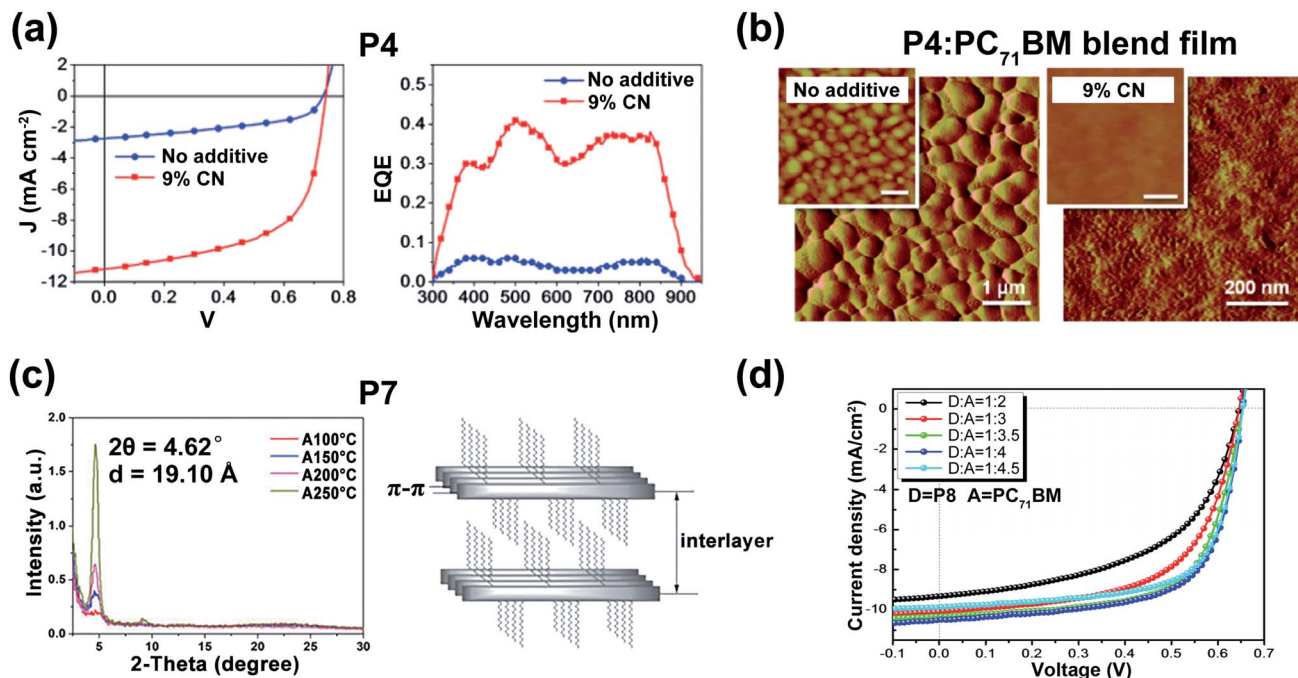 (a)
P4
J (mA cm⁻²)
2
0
-2
-4
-6
-8
-10
-12
No additive
9% CN
0.0
0.2
0.4
0.6
0.8
V
EQE
0.5
0.4
0.3
0.2
0.1
0.0
No additive
9% CN
300
400
500
600
700
800
900
Wavelength (nm)
(b)
P4:PC₇₁BM blend film
No additive
1 μm
9% CN
200 nm
(c)
P7
Intensity (a.u.)
2.0
1.5
1.0
0.5
0.0
2θ = 4.62°
d = 19.10 Å
A100°C
A150°C
A200°C
A250°C
5
10
15
20
25
30
2-Theta (degree)
π-π
interlayer
(d)
Current density (mA/cm²)
0
-2
-4
-6
-8
-10
D:A=1:2
D:A=1:3
D:A=1:3.5
D:A=1:4
D:A=1:4.5
D=P8 A=PC₇₁BM
-0.1
0.0
0.1
0.2
0.3
0.4
0.5
0.6
0.7
Voltage (V)